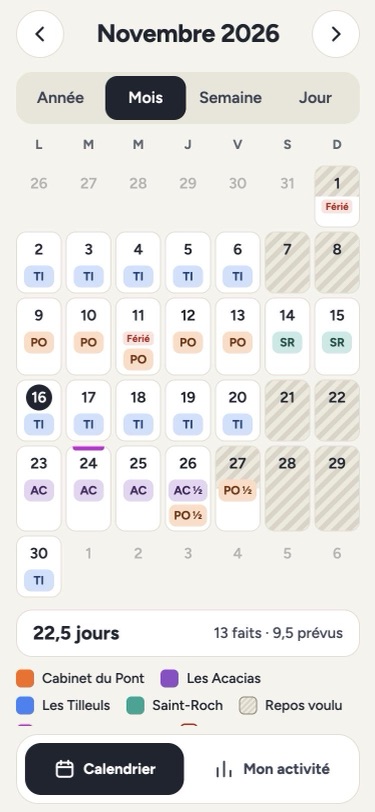 Novembre 2026
Année Mois Semaine Jour
L M M J V S D
26 27 28 29 30 31 1
Férié
2 3 4 5 6 7 8
TI TI TI TI TI
9 10 11 12 13 14 15
PO PO Férié PO PO SR SR
PO
16 17 18 19 20 21 22
TI TI TI TI TI
23 24 25 26 27 28 29
AC AC AC AC ½ PO ½
PO ½
30 1 2 3 4 5 6
TI
22,5 jours 13 faits · 9,5 prévus
Cabinet du Pont Les Acacias
Les Tilleuls Saint-Roch Repos voulu
Calendrier Mon activité